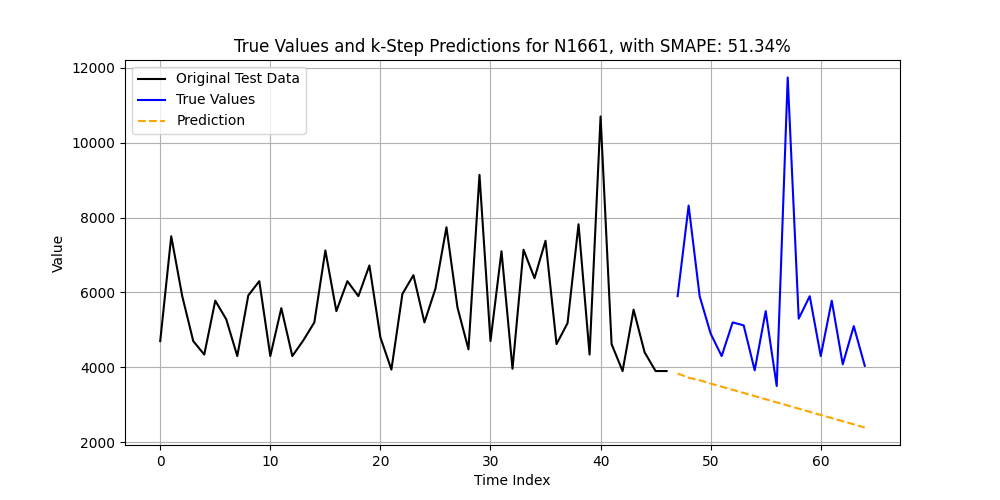 True Values and k-Step Predictions for N1661, with SMAPE: 51.34%
Original Test Data
True Values
Prediction
Value
12000
10000
8000
6000
4000
2000
0
10
20
30
40
50
60
Time Index